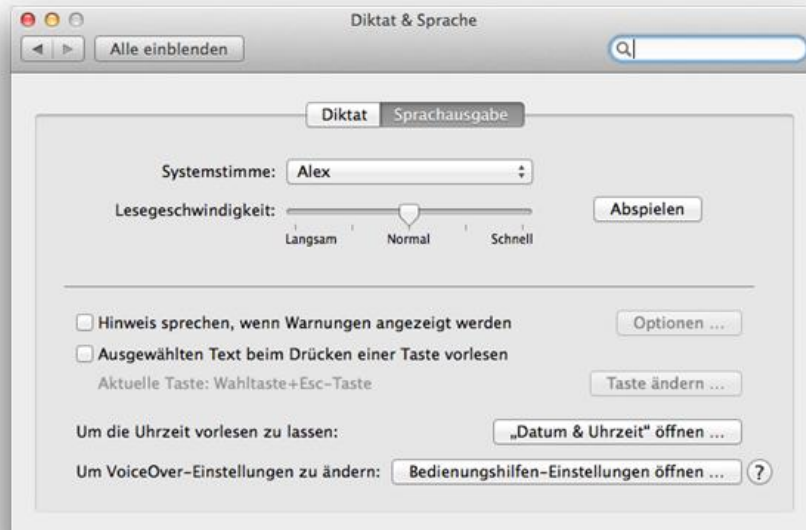 Diktat & Sprache
Alle einblenden
Diktat Sprachausgabe
Systemstimme: Alex
Lesegeschwindigkeit: Abspielen
Langsam Normal Schnell
Hinweis sprechen, wenn Warnungen angezeigt werden Optionen ...
Ausgewählten Text beim Drücken einer Taste vorlesen
Aktuelle Taste: Wahltaste+Esc-Taste Taste ändern ...
Um die Uhrzeit vorlesen zu lassen: „Datum & Uhrzeit“ öffnen ...
Um VoiceOver-Einstellungen zu ändern: Bedienungshilfen-Einstellungen öffnen ... ?